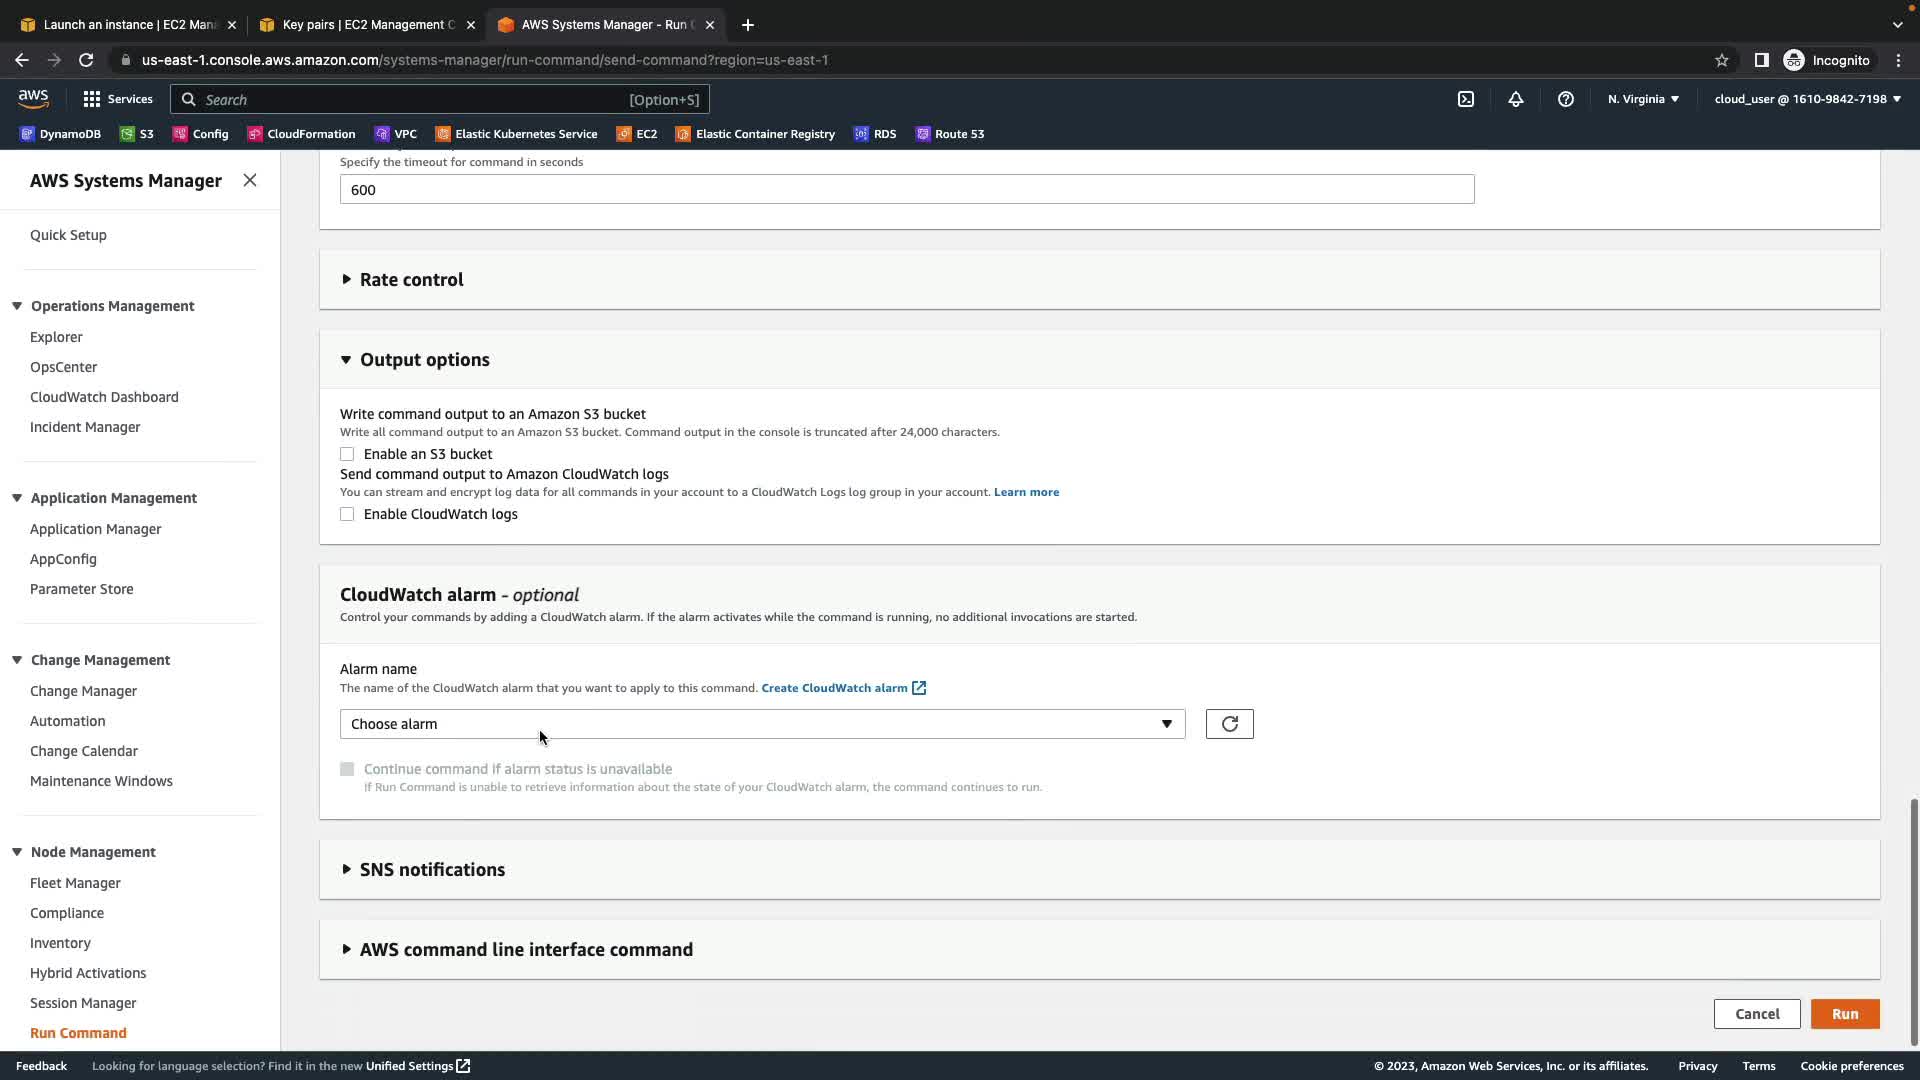 Launch an instance | EC2 Man
Key pairs | EC2 Management C
AWS Systems Manager - Run C
us-east-1.console.aws.amazon.com/systems-manager/run-command/send-command?region=us-east-1
Incognito
aws
Services
Search
[Option+S]
N. Virginia
cloud_user @ 1610-9842-7198
DynamoDB
S3
Config
CloudFormation
VPC
Elastic Kubernetes Service
EC2
Elastic Container Registry
RDS
Route 53
AWS Systems Manager
Quick Setup
Operations Management
Explorer
OpsCenter
CloudWatch Dashboard
Incident Manager
Application Management
Application Manager
AppConfig
Parameter Store
Change Management
Change Manager
Automation
Change Calendar
Maintenance Windows
Node Management
Fleet Manager
Compliance
Inventory
Hybrid Activations
Session Manager
Run Command
Specify the timeout for command in seconds
600
Rate control
Output options
Write command output to an Amazon S3 bucket
Write all command output to an Amazon S3 bucket. Command output in the console is truncated after 24,000 characters.
Enable an S3 bucket
Send command output to Amazon CloudWatch logs
You can stream and encrypt log data for all commands in your account to a CloudWatch Logs log group in your account. Learn more
Enable CloudWatch logs
CloudWatch alarm - optional
Control your commands by adding a CloudWatch alarm. If the alarm activates while the command is running, no additional invocations are started.
Alarm name
The name of the CloudWatch alarm that you want to apply to this command. Create CloudWatch alarm
Choose alarm
Continue command if alarm status is unavailable
If Run Command is unable to retrieve information about the state of your CloudWatch alarm, the command continues to run.
SNS notifications
AWS command line interface command
Cancel
Run
Feedback
Looking for language selection? Find it in the new Unified Settings
© 2023, Amazon Web Services, Inc. or its affiliates.
Privacy
Terms
Cookie preferences